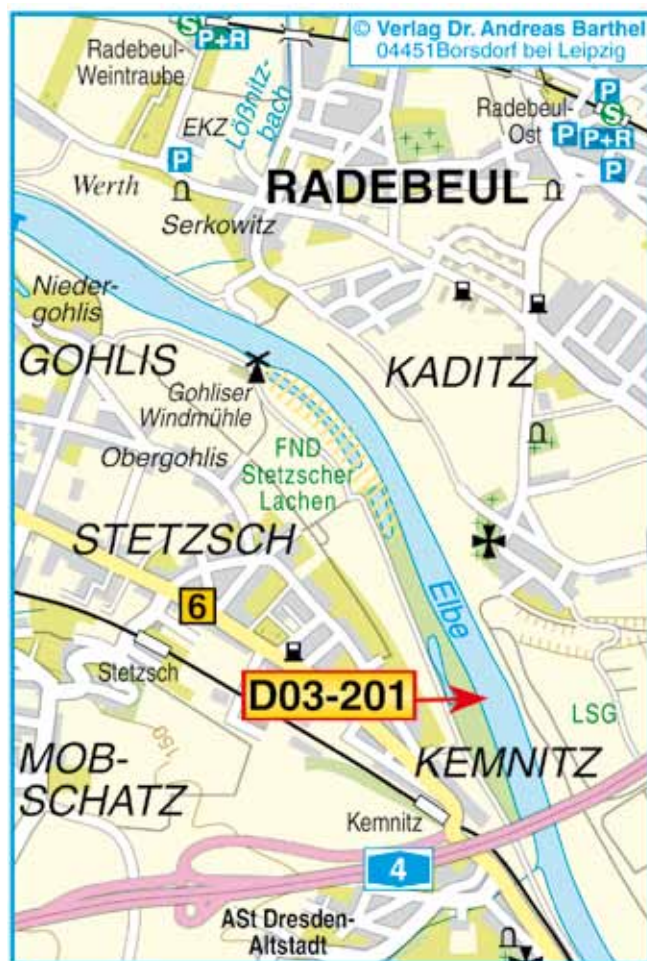 © Verlag Dr. Andreas Barthel
04451Borsdorf bei Leipzig
S
P+R
Radebeul-
Weintraube
Lößnitz-
bach
EKZ
P
P
S
Radebeul-
Ost
P
P+R
P
Werth
RADEBEUL
Serkowitz
Nieder-
gohlis
GOHLIS
KADITZ
Gohliser
Windmühle
Obergohlis
FND
Stetzscher
Lachen
STETZSCH
Elbe
6
Stetzsch
D03-201
LSG
160
MOB-
SCHATZ
KEMNITZ
Kemnitz
4
ASt Dresden-
Altstadt